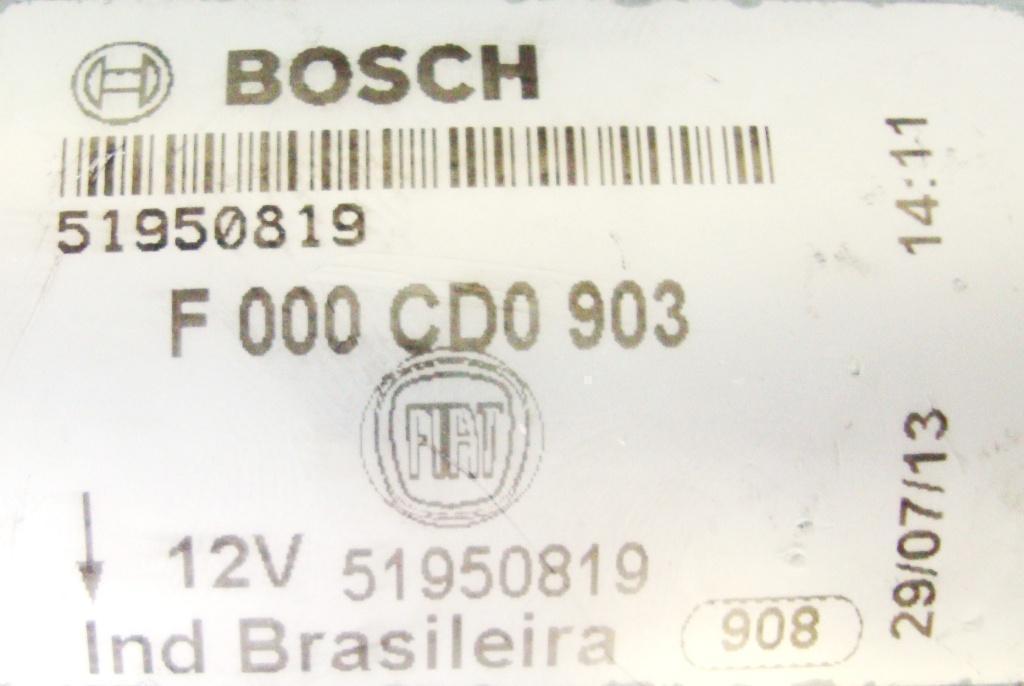 BOSCH
51950819
F 000 CD0 903
FIAT
12V 51950819
Ind Brasileira 908
29/07/13 14:11